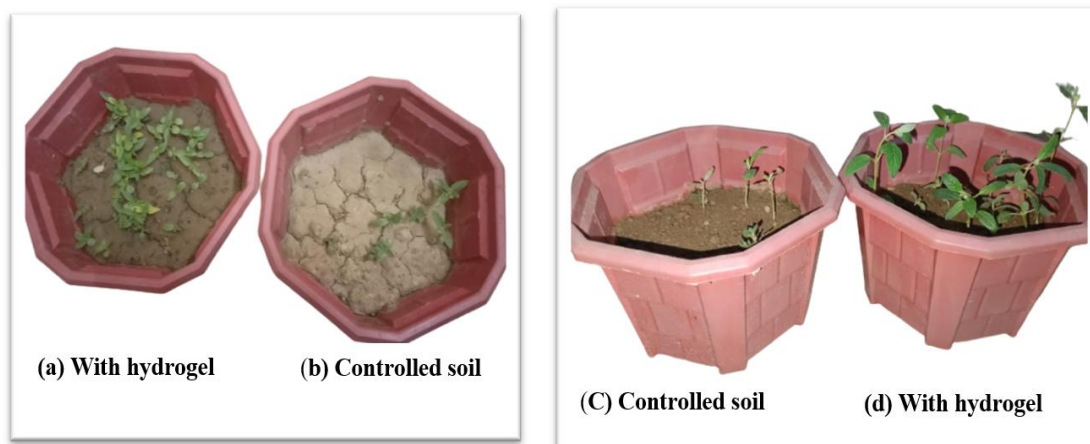 (a) With hydrogel
(b) Controlled soil
(C) Controlled soil
(d) With hydrogel